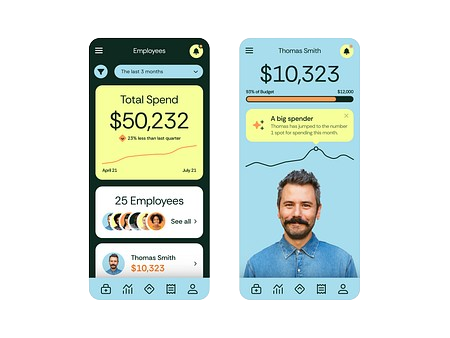 Employees
The last 3 months
Total Spend
$50,232
23% less than last quarter
April 21
July 21
25 Employees
See all
Thomas Smith
$10,323
Thomas Smith
$10,323
93% of Budget
$12,000
A big spender
Thomas has jumped to the number
1 spot for spending this month.